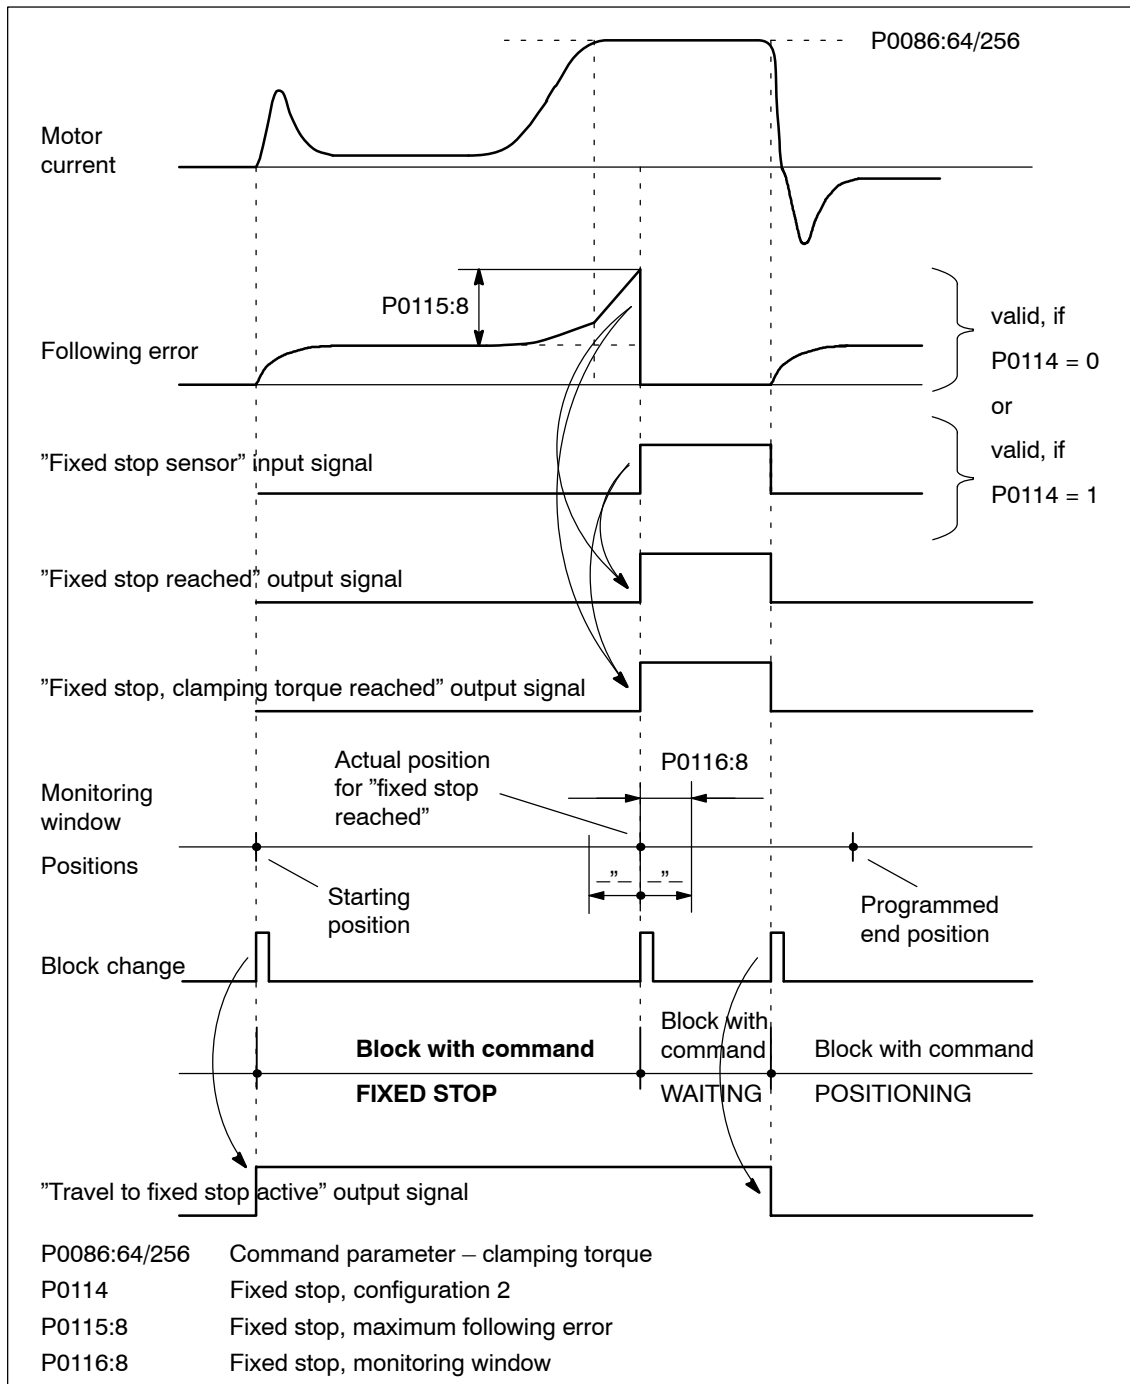 P0086:64/256
Motor
current
P0115:8
Following error
valid, if
P0114 = 0
or
valid, if
P0114 = 1
”Fixed stop sensor” input signal
”Fixed stop reached” output signal
”Fixed stop, clamping torque reached” output signal
Actual position
for ”fixed stop
reached”
P0116:8
Monitoring
window
Positions
_”_ _”_
Starting
position
Programmed
end position
Block change
Block with command
FIXED STOP
Block with
command
WAITING
Block with command
POSITIONING
”Travel to fixed stop active” output signal
P0086:64/256 Command parameter – clamping torque
P0114 Fixed stop, configuration 2
P0115:8 Fixed stop, maximum following error
P0116:8 Fixed stop, monitoring window